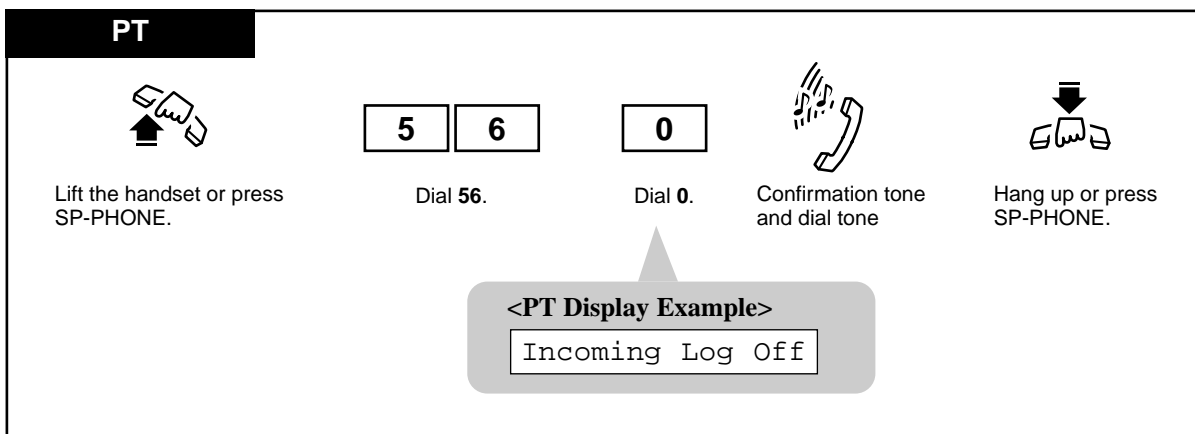 PT
5 6 0
Lift the handset or press
SP-PHONE.
Dial 56.
Dial 0.
Confirmation tone
and dial tone
Hang up or press
SP-PHONE.
<PT Display Example>
Incoming Log Off